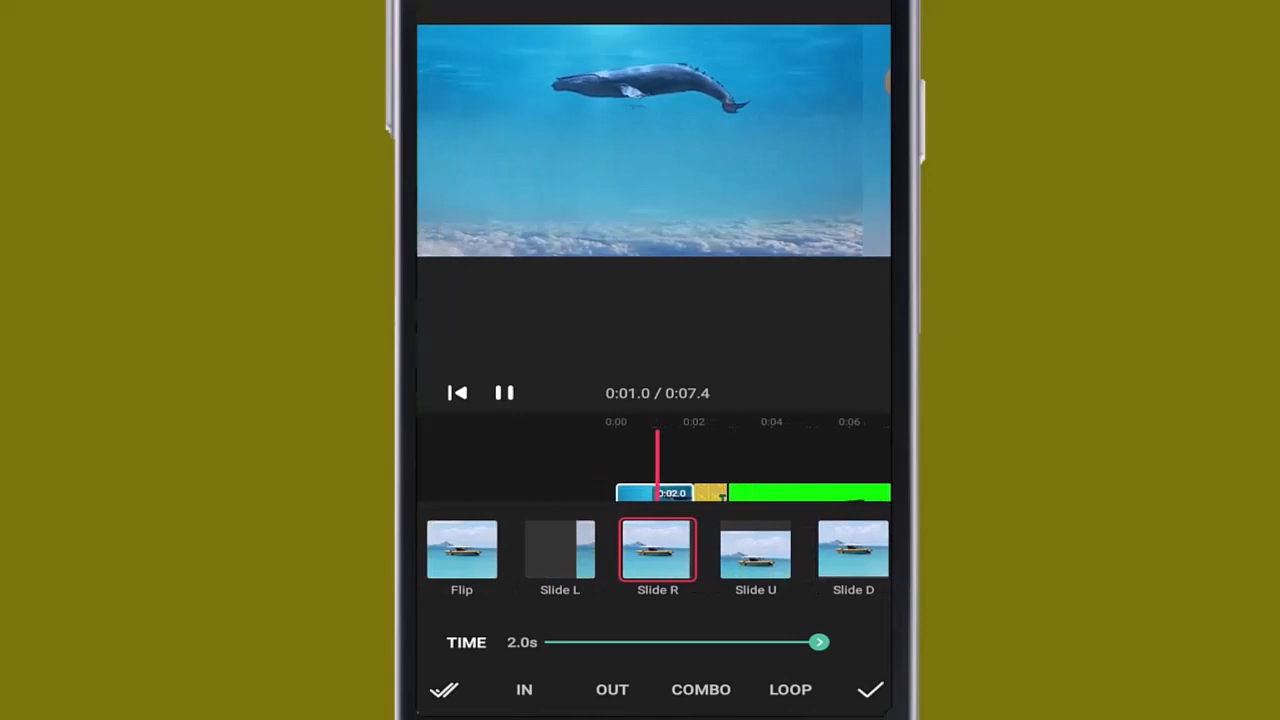 0:01.0 / 0:07.4
0:00 0:02 0:04 0:06
0:02.0
Flip Slide L Slide R Slide U Slide D
TIME 2.0s
IN OUT COMBO LOOP